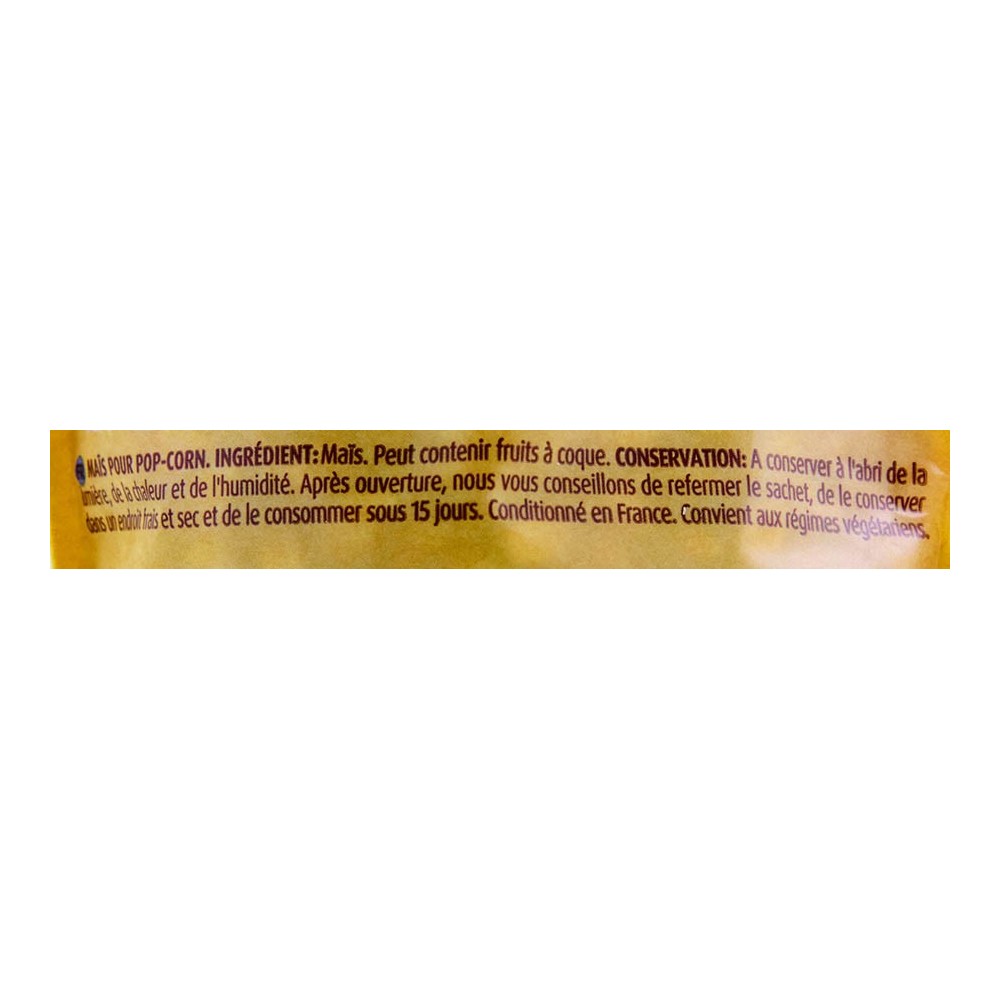 MAÏS POUR POP-CORN. INGRÉDIENT: Maïs. Peut contenir fruits à coque. CONSERVATION: A conserver à l'abri de la
lumière, de la chaleur et de l'humidité. Après ouverture, nous vous conseillons de refermer le sachet, de le conserver
dans un endroit frais et sec et de le consommer sous 15 jours. Conditionné en France. Convient aux régimes végétariens.